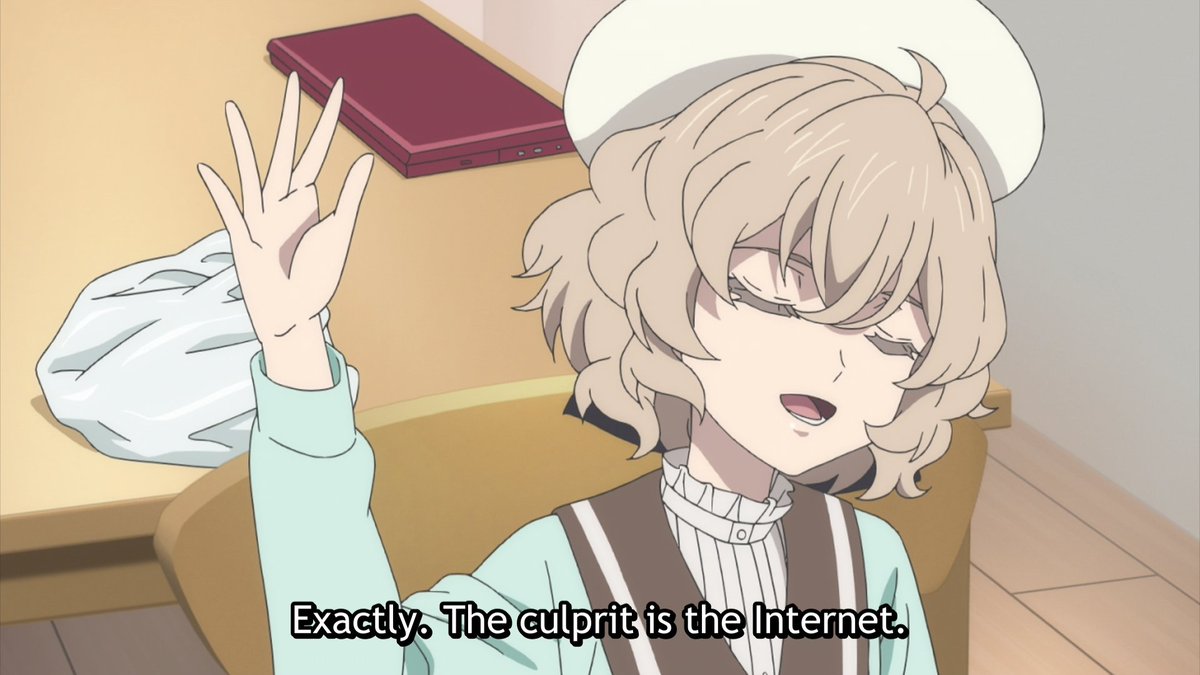 Exactly. The culprit is the Internet.